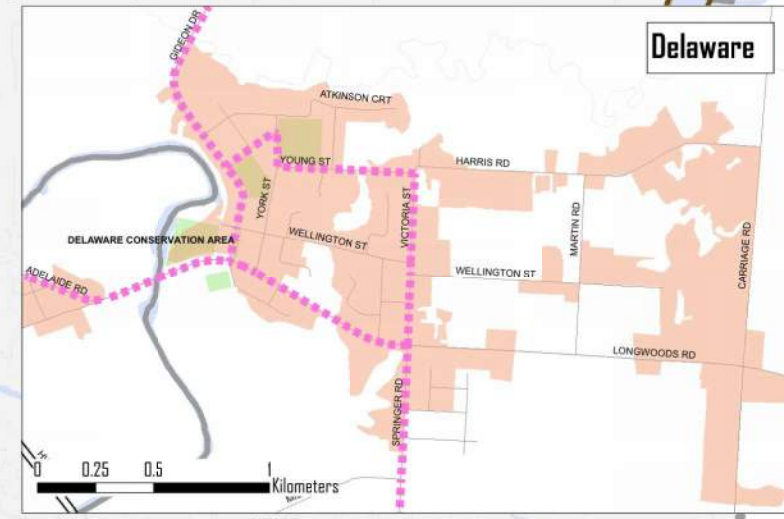 Delaware
GIDEON DR
ATKINSON CRT
YOUNG ST
HARRIS RD
YORK ST
VICTORIA ST
MARTIN RD
CARRIAGE RD
DELAWARE CONSERVATION AREA
WELLINGTON ST
WELLINGTON ST
ADELAIDE RD
LONGWOODS RD
SPRINGER RD
0 0.25 0.5 1
Kilometers